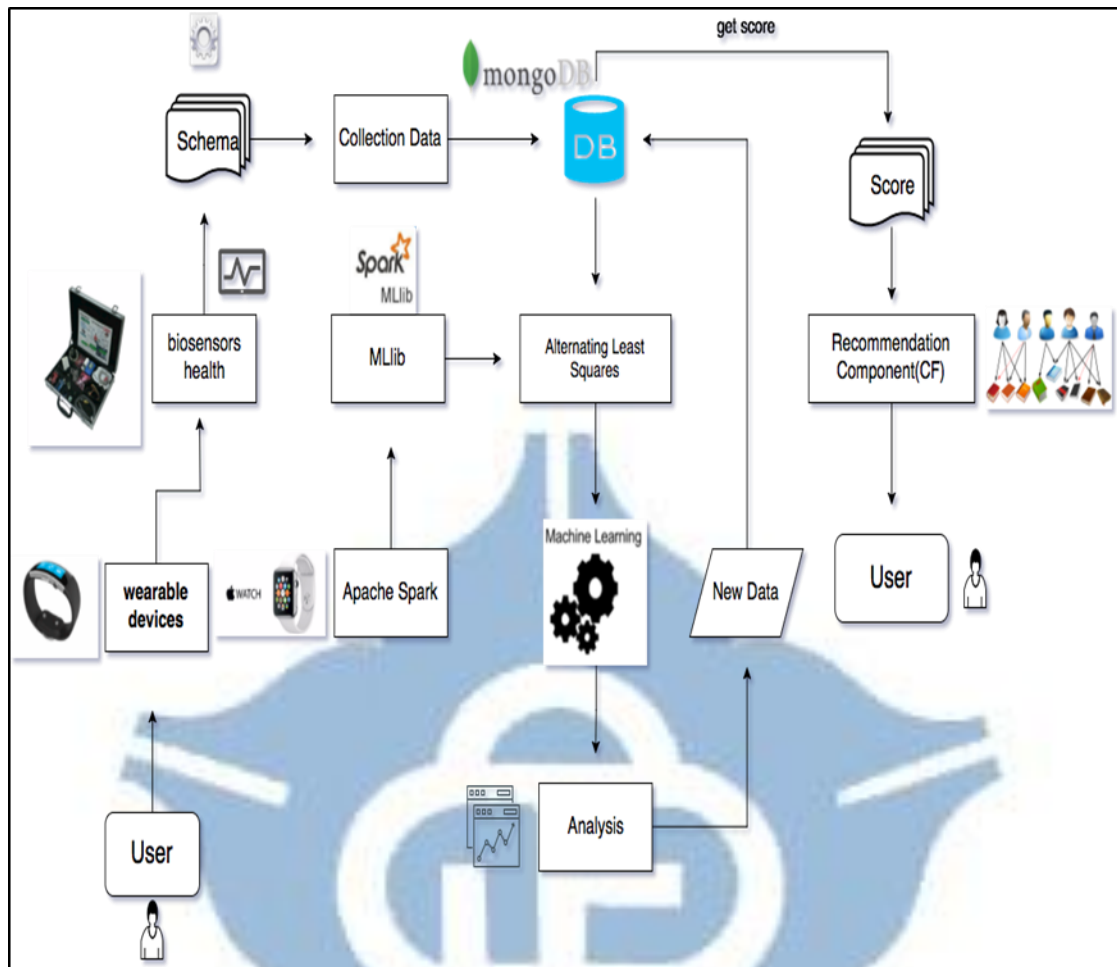 get score
mongoDB
Schema
Collection Data
DB
Score
Spark
MLlib
biosensors
health
MLlib
Alternating Least
Squares
Recommendation
Component(CF)
Machine Learning
wearable
devices
WATCH
Apache Spark
New Data
User
Analysis
User